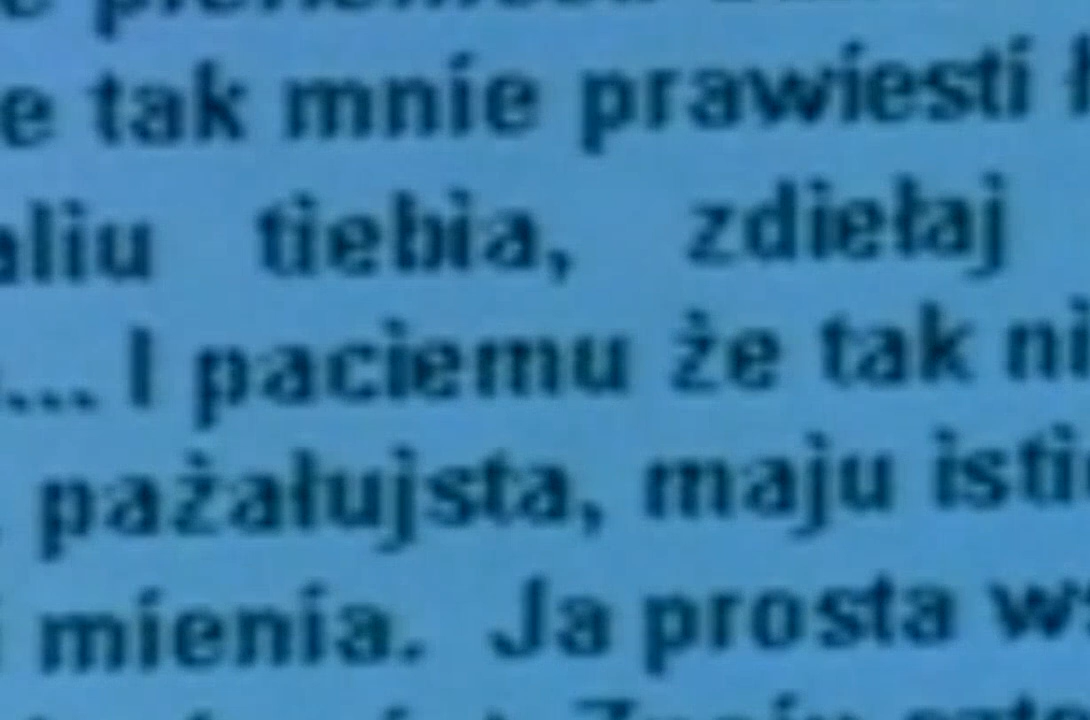 e tak mnie prawiesti
aliu tiebia, zdiełaj
... I paciemu że tak ni
pażałujsta, maju isti
mienia. Ja prosta w